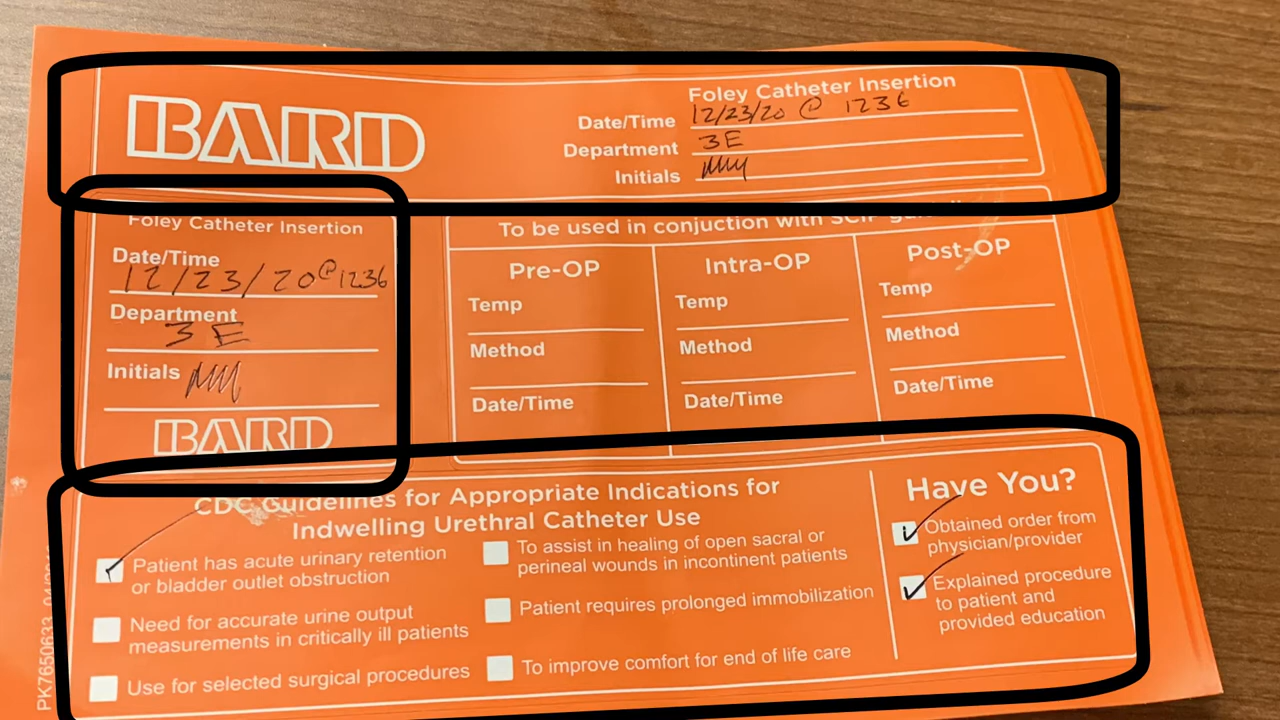 BARD
Foley Catheter Insertion
Date/Time 12/23/20 @ 1236
Department 3E
Initials
Foley Catheter Insertion
Date/Time
12/23/20 @ 1236
Department
3E
Initials
BARD
To be used in conjunction with SCIP
Pre-OP
Temp
Method
Date/Time
Intra-OP
Temp
Method
Date/Time
Post-OP
Temp
Method
Date/Time
CDC Guidelines for Appropriate Indications for
Indwelling Urethral Catheter Use
Patient has acute urinary retention
or bladder outlet obstruction
Need for accurate urine output
measurements in critically ill patients
Use for selected surgical procedures
To assist in healing of open sacral or
perineal wounds in incontinent patients
Patient requires prolonged immobilization
To improve comfort for end of life care
Have You?
Obtained order from
physician/provider
Explained procedure
to patient and
provided education
PK7650633